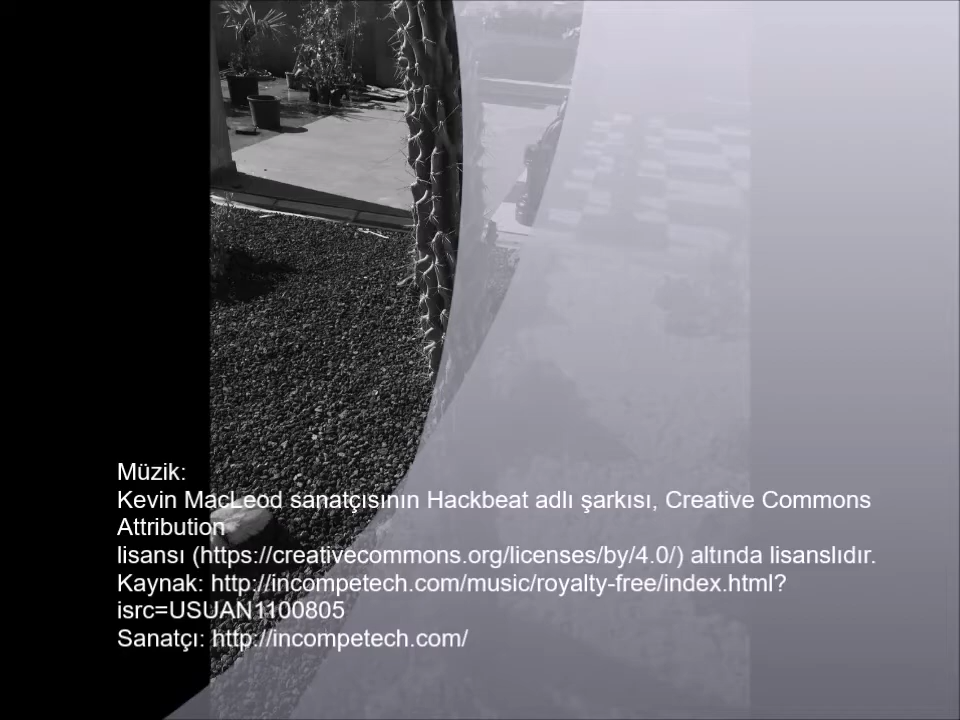 Müzik:
Kevin MacLeod sanatçısının Hackbeat adlı şarkısı, Creative Commons
Attribution
lisansı (https://creativecommons.org/licenses/by/4.0/) altında lisanslıdır.
Kaynak: http://incompetech.com/music/royalty-free/index.html?
isrc=USUAN1100805
Sanatçı: http://incompetech.com/